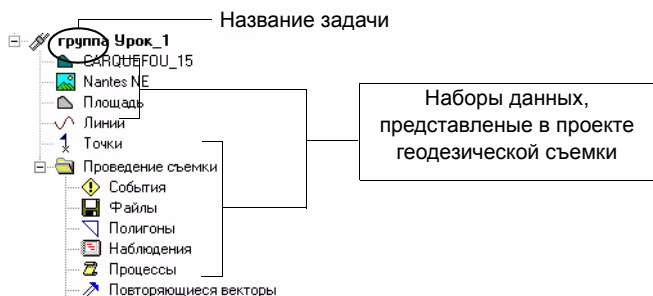 Название задачи
группа Урок_1
CARQUEFOU_15
Nantes NE
Площадь
Линии
Точки
Проведение съемки
События
Файлы
Полигоны
Наблюдения
Процессы
Повторяющиеся векторы
Наборы данных,
представленые в проекте
геодезической съемки